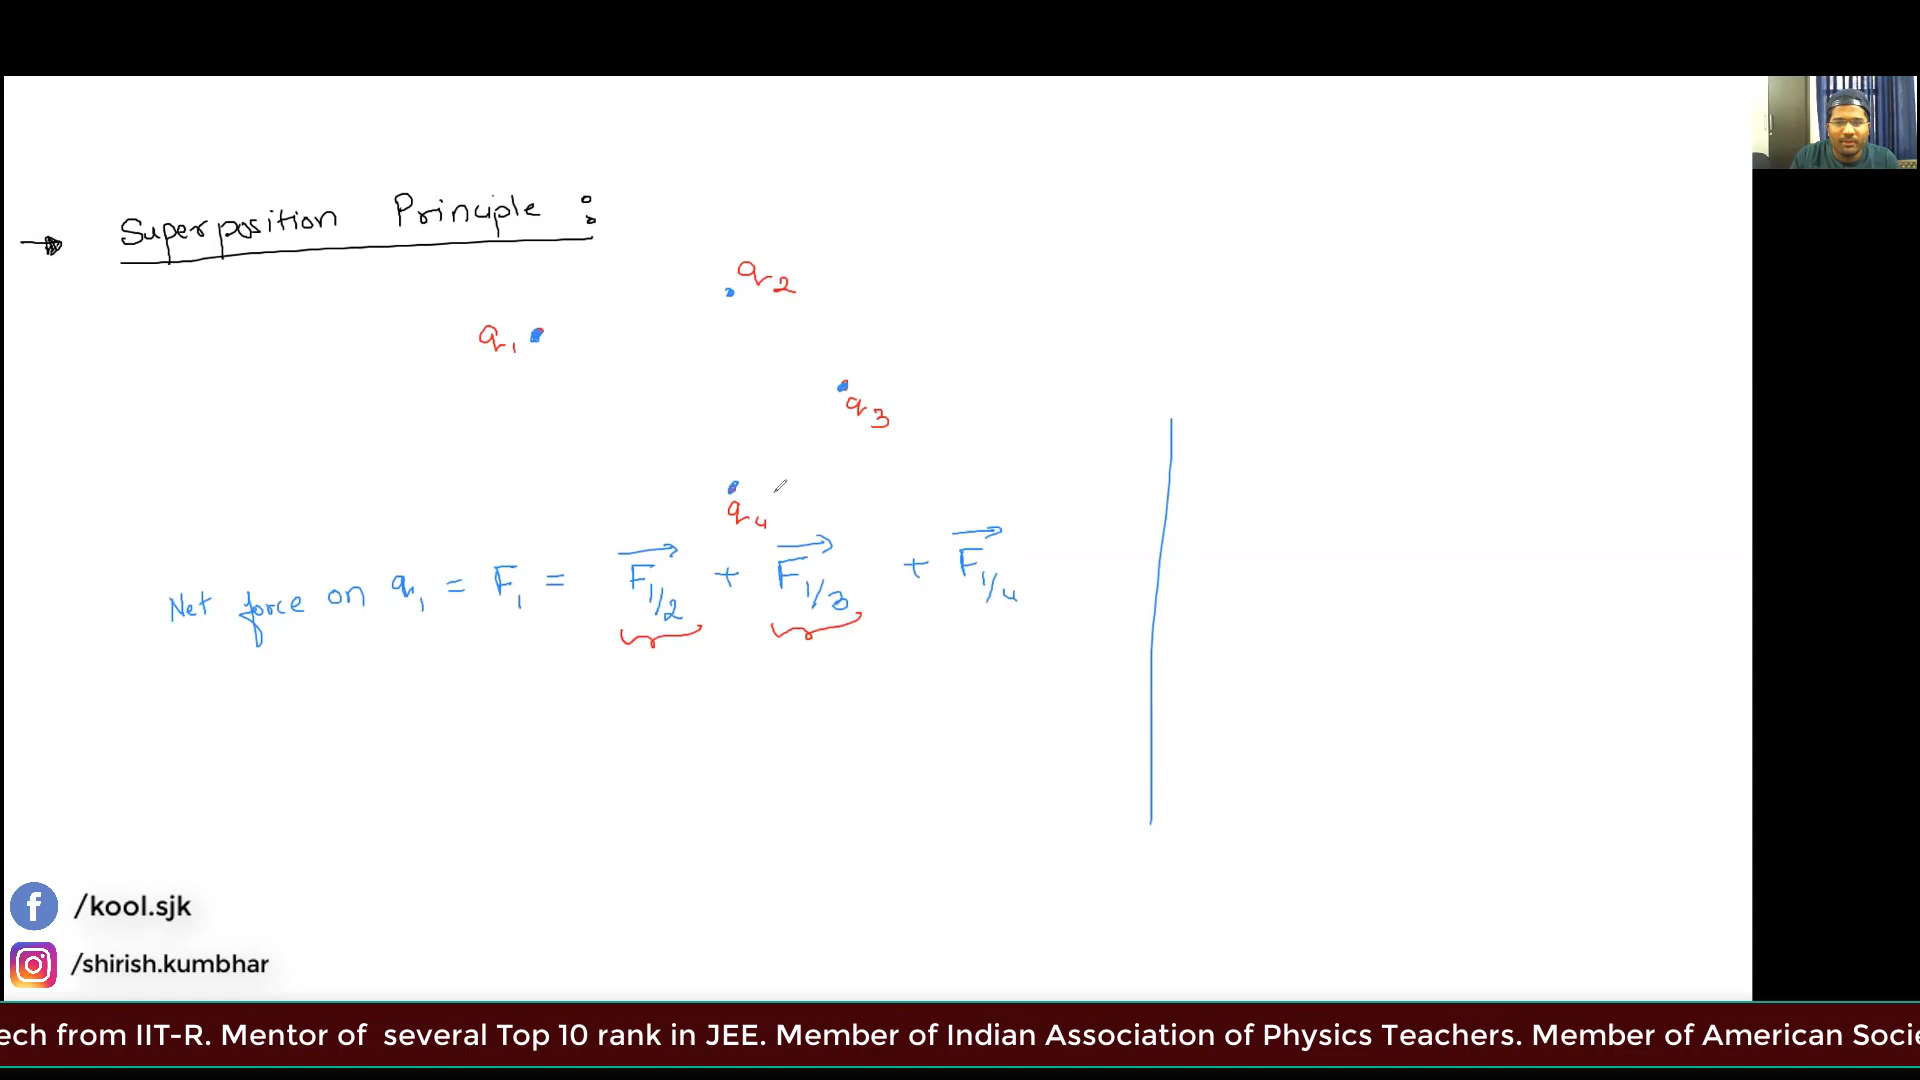 → Superposition Principle :
q2
q1
q3
q4
Net force on q1 = F1 = F1/2 + F1/3 + F1/4
/kool.sjk
/shirish.kumbhar
ech from IIT-R. Mentor of several Top 10 rank in JEE. Member of Indian Association of Physics Teachers. Member of American Socie